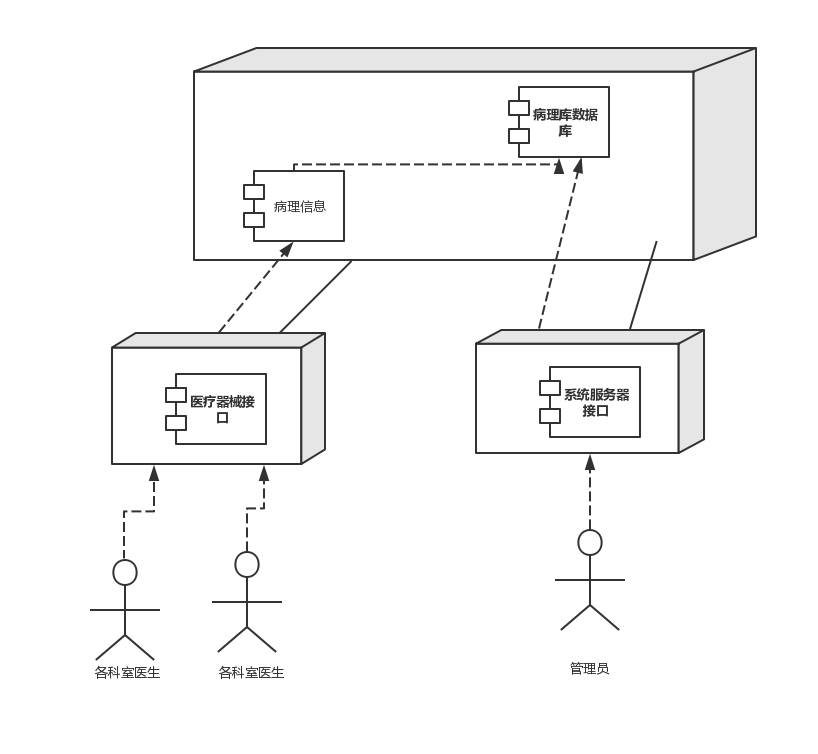 病理库数据
库
病理信息
医疗器械接
口
系统服务器
接口
各科室医生
各科室医生
管理员